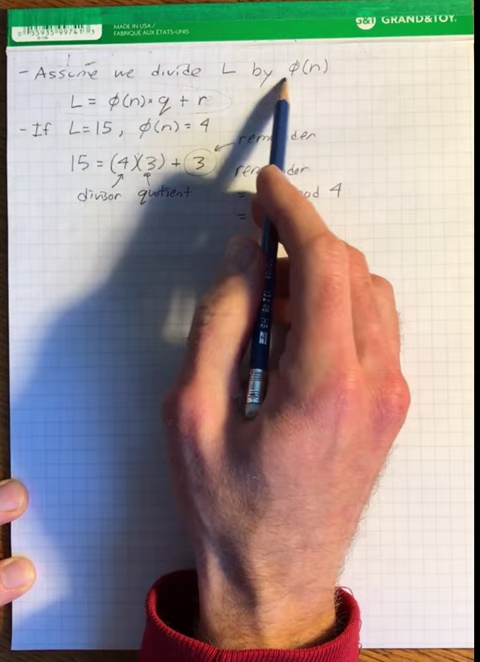 MADE IN USA /
FABRIQUÉ AUX ÉTATS-UNIS
G&T GRAND&TOY.
- Assume we divide L by ϕ(n)
L = ϕ(n)·q + r
- If L=15, ϕ(n)=4
remainder
15 = (4)(3) + 3
divisor quotient
= mod 4
=